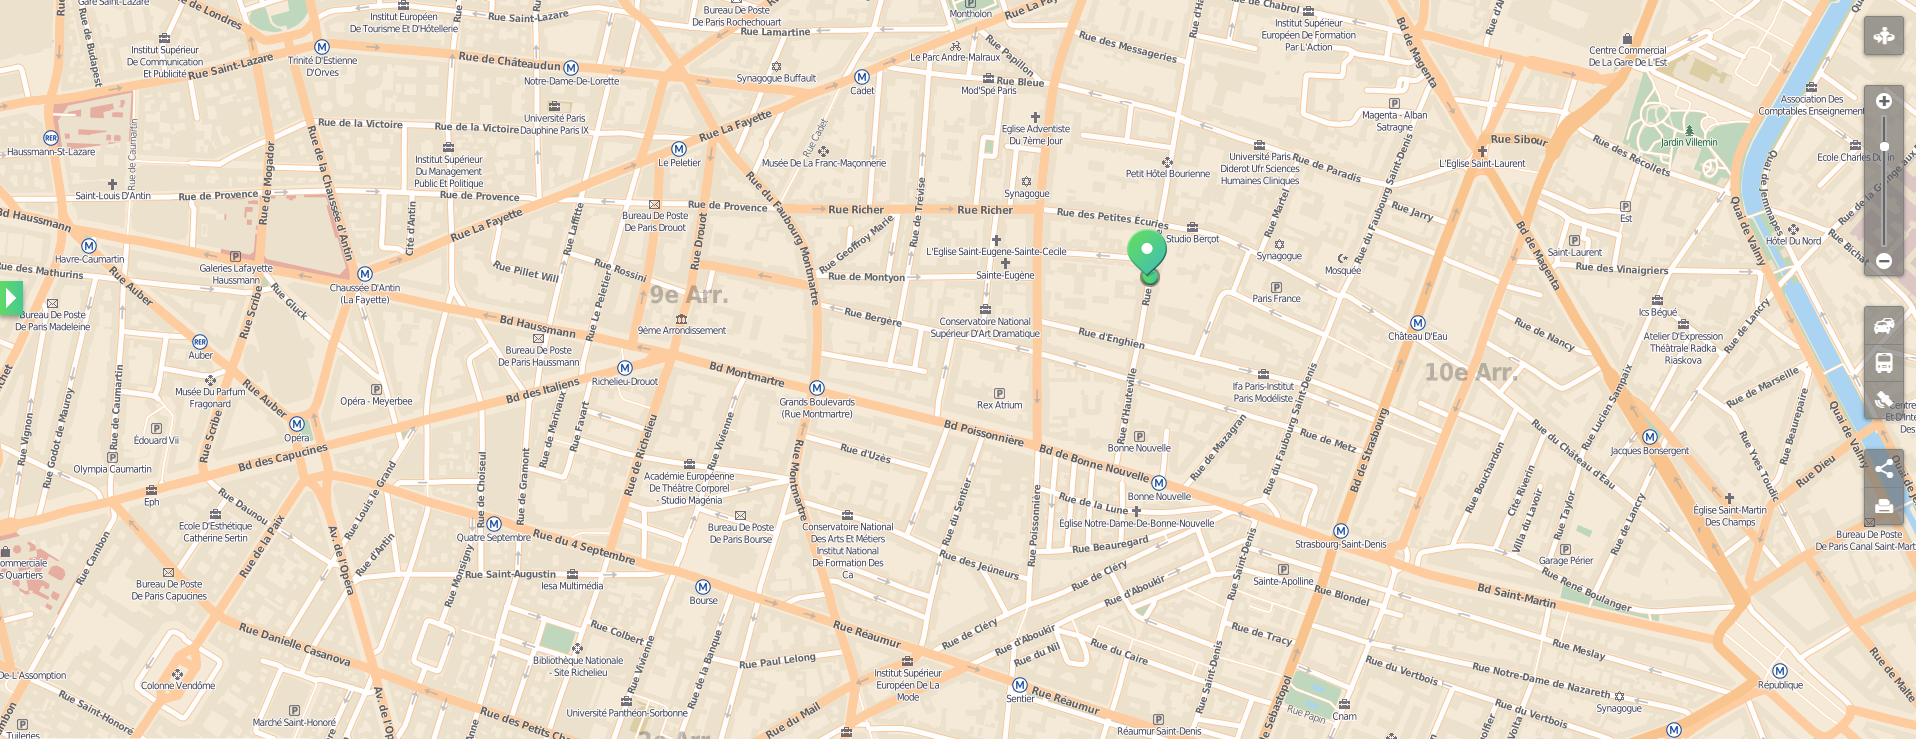 Gare Saint-Lazare
Rue de Londres
Rue de Budapest
Institut Supérieur
De Communication
Et Publicité
Rue Saint-Lazare
Trinité D'Estienne
D'Orves
Institut Européen
De Tourisme Et D'Hôtellerie
Rue Saint-Lazare
Rue de Châteaudun
Notre-Dame-De-Lorette
Bureau De Poste
De Paris Rochechouart
Rue Lamartine
Synagogue Buffault
Cadet
Montholon
Le Parc Andre-Malraux
Rue Papillon
Rue Bleue
Mod'Spé Paris
Rue des Messageries
Rue de Chabrol
Institut Supérieur
Européen De Formation
Par L'Action
Bd de Magenta
Centre Commercial
De La Gare De L'Est
Association Des
Comptables Enseignement
Haussmann-St-Lazare
Rue de Caumartin
Rue de la Victoire
Rue de la Victoire
Université Paris
Dauphine Paris IX
Rue La Fayette
Rue Cadet
Musée De La Franc-Maçonnerie
Le Peletier
Eglise Adventiste
Du 7ème Jour
Magenta - Alban
Satragne
Rue Sibour
L'Eglise Saint-Laurent
Rue des Récollets
Jardin Villemin
Quai de Jemmapes
Saint-Louis D'Antin
Rue de Provence
Rue de Mogador
Rue de la Chaussée d'Antin
Institut Supérieur
Du Management
Public Et Politique
Rue de Provence
Cité d'Antin
Rue La Fayette
Rue Laffitte
Bureau De Poste
De Paris Drouot
Rue Drouot
Rue de Provence
Rue du Faubourg Montmartre
Rue Richer
Rue Richer
Rue de Trévise
Rue Geoffroy Marie
Synagogue
Petit Hôtel Bourienne
Université Paris
Diderot Ufr Sciences
Humaines Cliniques
Rue de Paradis
Rue Martel
Rue du Faubourg Saint-Denis
Rue Jarry
Rue des Petites Écuries
Studio Berçot
Synagogue
Mosquée
Bd de Magenta
Est
Saint-Laurent
Rue des Vinaigriers
Quai de Valmy
Hôtel Du Nord
Bd Haussmann
Havre-Caumartin
Rue des Mathurins
Rue Auber
Galeries Lafayette
Haussmann
Rue Scribe
Rue Gluck
Chaussée D'Antin
(La Fayette)
Rue Pillet Will
Rue Rossini
Rue Le Peletier
9e Arr.
9ème Arrondissement
Rue de Montyon
L'Eglise Saint-Eugene-Sainte-Cecile
Sainte-Eugène
Conservatoire National
Supérieur D'Art Dramatique
Rue Bergère
Rue d'Enghien
Paris France
Château D'Eau
10e Arr.
Rue de Nancy
Ics Bégué
Atelier D'Expression
Théâtrale Radka
Riaskova
Rue de Lancry
Bureau De Poste
De Paris Madeleine
Auber
Musée Du Parfum
Fragonard
Rue Auber
Opéra
Opéra - Meyerbee
Bd Haussmann
Bureau De Poste
De Paris Haussmann
Bd des Italiens
Richelieu-Drouot
Bd Montmartre
Grands Boulevards
(Rue Montmartre)
Rex Atrium
Rue d'Hauteville
Ifa Paris-Institut
Paris Modéliste
Rue du Faubourg Saint-Denis
Rue de Metz
Bd de Strasbourg
Rue Lucien Sampaix
Rue de Marseille
Rue Beaurepaire
Quai de Valmy
Rue Vignon
Rue Godot de Mauroy
Rue de Caumartin
Édouard Vii
Olympia Caumartin
Rue Scribe
Bd des Capucines
Eph
Rue de Marivaux
Rue Favart
Rue de Richelieu
Rue Vivienne
Rue d'Uzès
Bd Poissonnière
Bd de Bonne Nouvelle
Bonne Nouvelle
Bonne Nouvelle
Rue de Mazagran
Rue du Château d'Eau
Jacques Bonsergent
Rue Yves Toudic
Rue Dieu
Rue Daunou
Ecole D'Esthétique
Catherine Sertin
Rue de la Paix
Rue Louis le Grand
Rue d'Antin
Av. de l'Opéra
Rue de Choiseul
Rue de Gramont
Quatre Septembre
Rue du 4 Septembre
Académie Européenne
De Théâtre Corporel
- Studio Magénia
Bureau De Poste
De Paris Bourse
Rue Montmartre
Conservatoire National
Des Arts Et Métiers
Institut National
De Formation Des
Ca
Rue du Sentier
Rue des Jeûneurs
Rue Poissonnière
Rue de la Lune
Église Notre-Dame-De-Bonne-Nouvelle
Rue Beauregard
Rue de Cléry
Rue d'Aboukir
Strasbourg-Saint-Denis
Rue Bouchardon
Cité Riverin
Villa du Lavoir
Rue Taylor
Rue de Lancry
Garage Périer
Église Saint-Martin
Des Champs
Bureau De Poste
De Paris Canal Saint-Mart
Rue Cambon
Bureau De Poste
De Paris Capucines
Rue Monsigny
Rue Saint-Augustin
Iesa Multimédia
Bourse
Sainte-Apolline
Rue Saint-Denis
Rue Blondel
Bd Saint-Martin
Rue René Boulanger
Rue Danielle Casanova
Rue Colbert
Rue Vivienne
Bibliothèque Nationale
- Site Richelieu
Rue de la Banque
Rue Paul Lelong
Rue Réaumur
Rue de Cléry
Rue d'Aboukir
Rue du Nil
Rue du Caire
Rue de Tracy
Rue Meslay
Rue du Vertbois
Rue Notre-Dame de Nazareth
République
Rue de Malte
De-L'Assomption
Colonne Vendôme
Rue Saint-Honoré
Tuileries
Marché Saint-Honoré
Rue des Petits
Université Panthéon-Sorbonne
Institut Supérieur
Européen De La
Mode
Rue du Mail
Sentier
Rue Réaumur
Réaumur Saint-Denis
Rue Saint-Denis
Rue Papin
Cnam
Rue du Vertbois
Synagogue